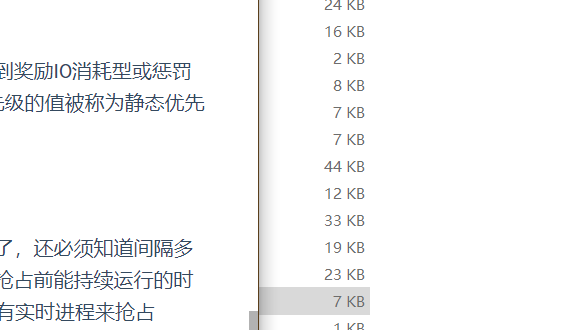 到奖励IO消耗型或惩罚
先级的值被称为静态优先
了，还必须知道间隔多
抢占前能持续运行的时
有实时进程来抢占
24 KB
16 KB
2 KB
8 KB
7 KB
7 KB
44 KB
12 KB
33 KB
19 KB
23 KB
7 KB
1 KB